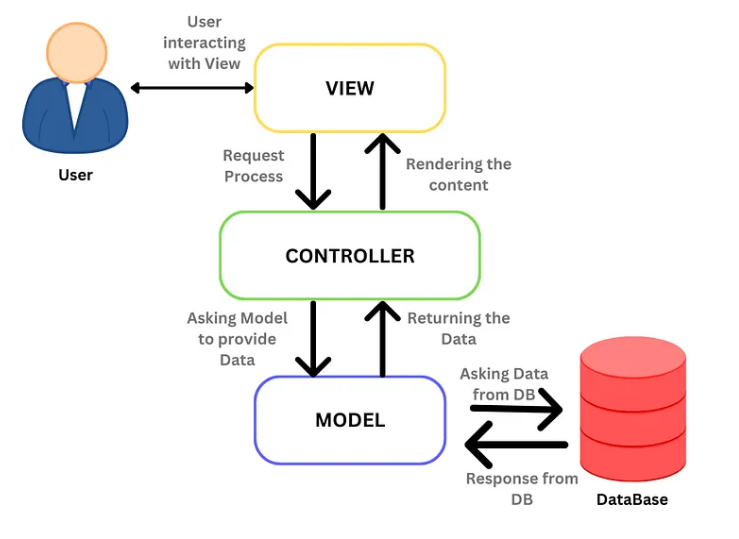 User
interacting
with View
VIEW
User
Request
Process
Rendering the
content
CONTROLLER
Asking Model
to provide
Data
Returning the
Data
Asking Data
from DB
MODEL
Response from
DB
DataBase